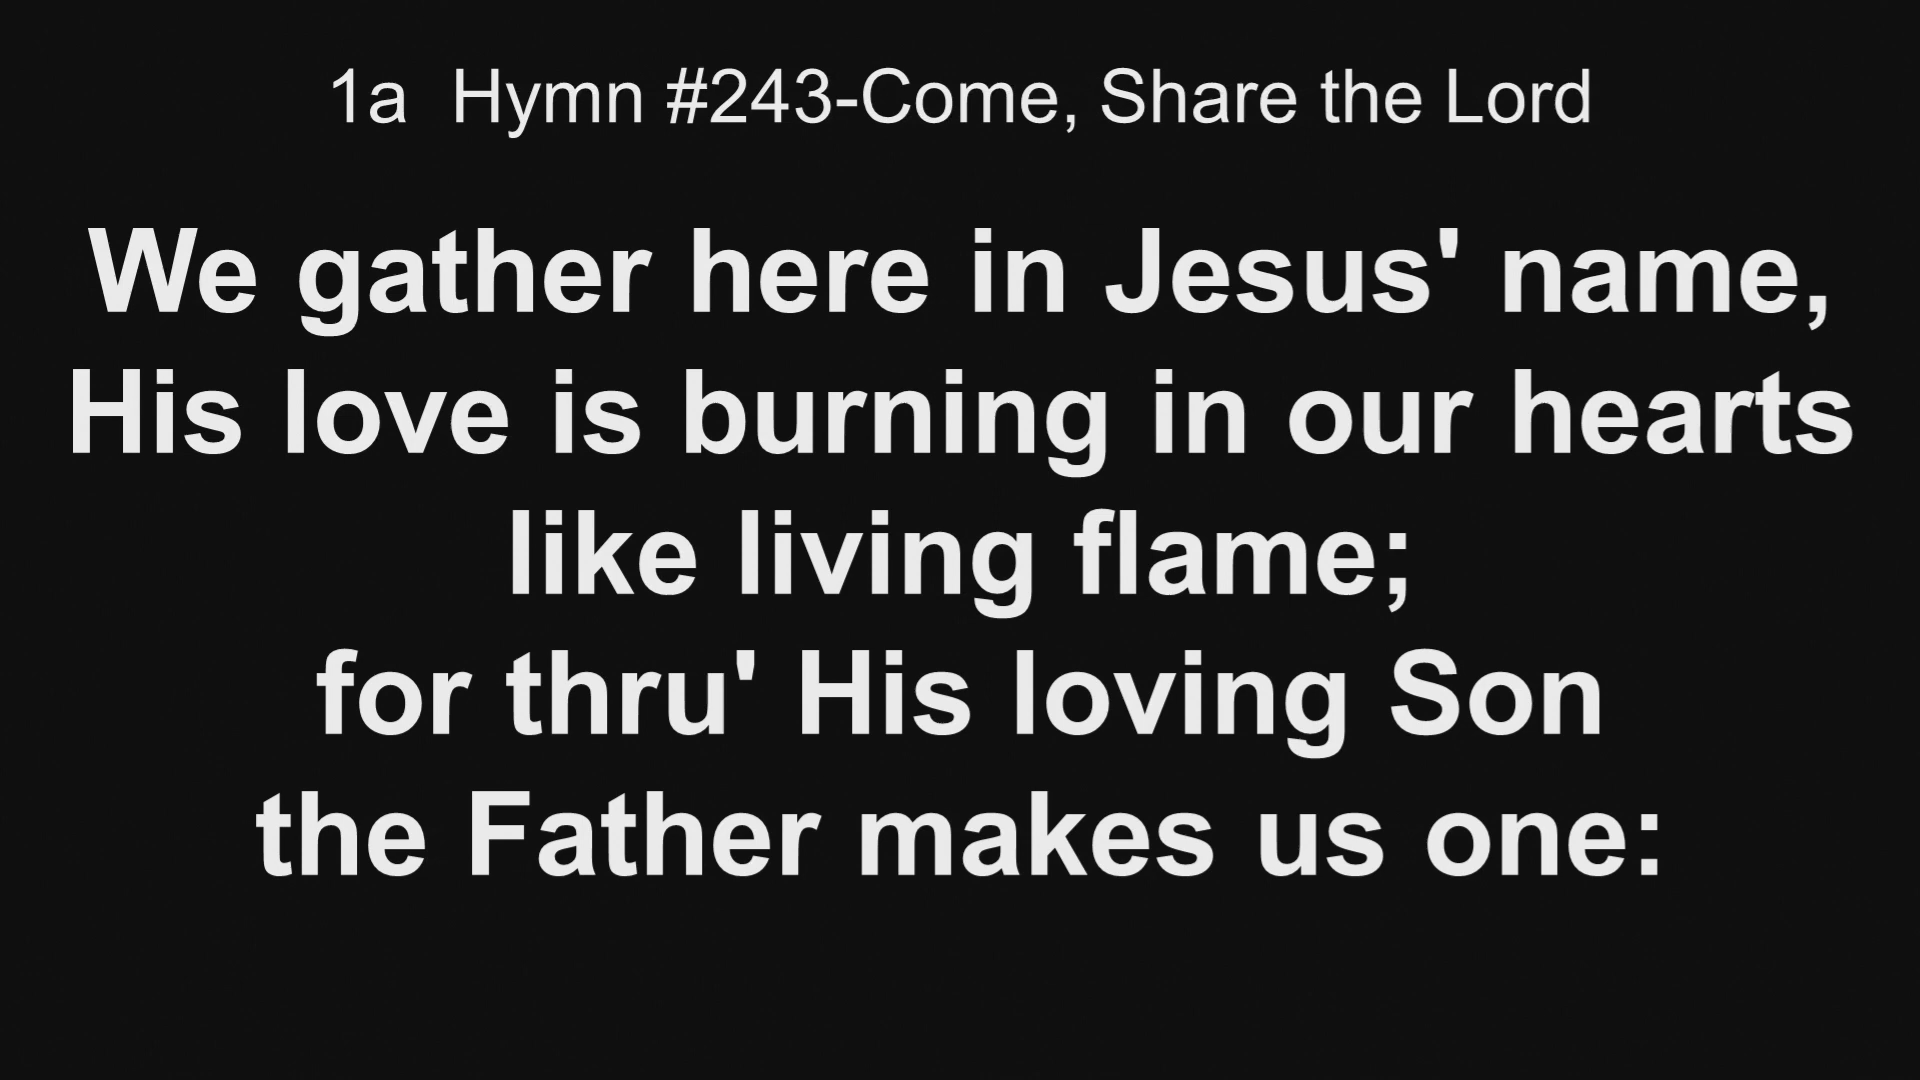 1a  Hymn #243-Come, Share the Lord
We gather here in Jesus' name,
His love is burning in our hearts
like living flame;
for thru' His loving Son
the Father makes us one: